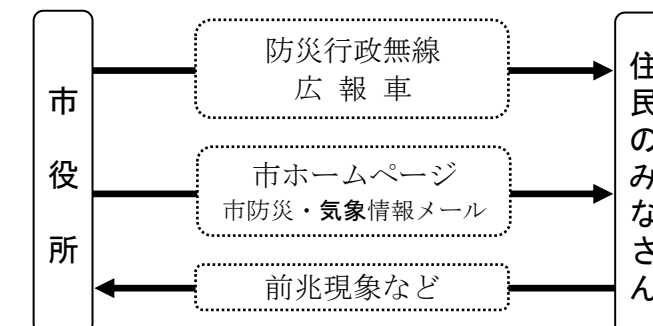 市役所
防災行政無線
広報車
市ホームページ
市防災・気象情報メール
前兆現象など
住民のみなさん